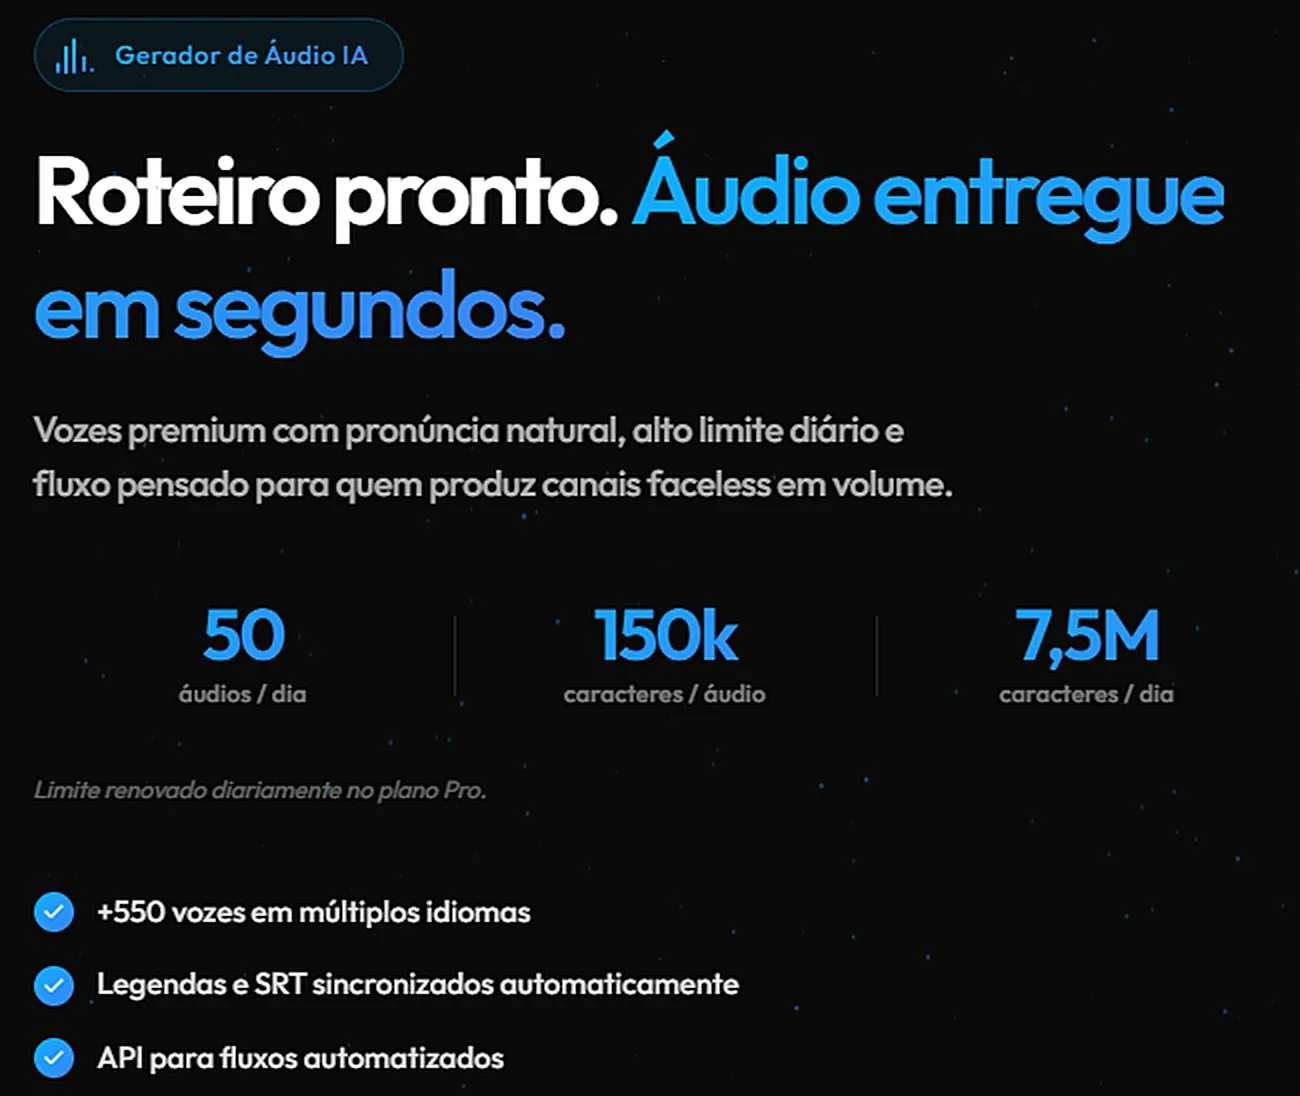 Gerador de Áudio IA
Roteiro pronto. Áudio entregue
em segundos.
Vozes premium com pronúncia natural, alto limite diário e
fluxo pensado para quem produz canais faceless em volume.
50
áudios / dia
150k
caracteres / áudio
7,5M
caracteres / dia
Limite renovado diariamente no plano Pro.
+550 vozes em múltiplos idiomas
Legendas e SRT sincronizados automaticamente
API para fluxos automatizados